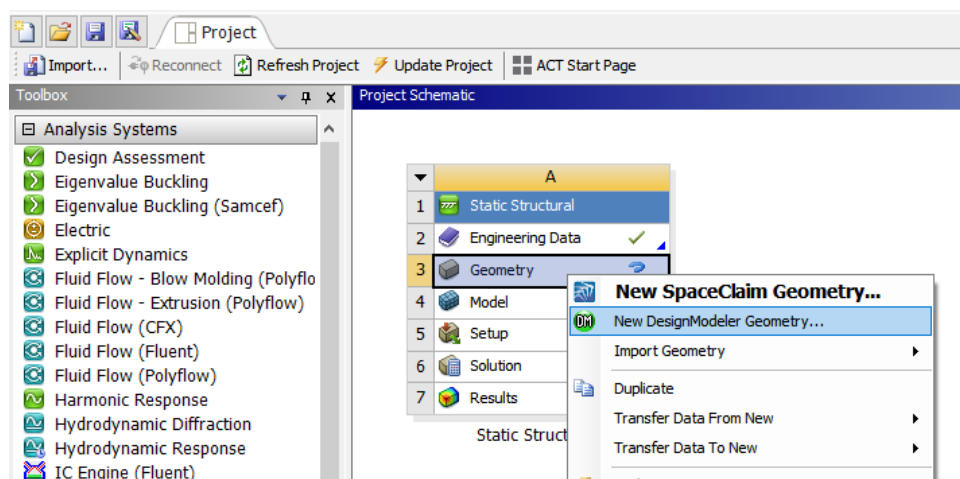 Project
Import... Reconnect Refresh Project Update Project ACT Start Page
Toolbox
Project Schematic
Analysis Systems
Design Assessment
Eigenvalue Buckling
Eigenvalue Buckling (Samcef)
Electric
Explicit Dynamics
Fluid Flow - Blow Molding (Polyflo
Fluid Flow - Extrusion (Polyflow)
Fluid Flow (CFX)
Fluid Flow (Fluent)
Fluid Flow (Polyflow)
Harmonic Response
Hydrodynamic Diffraction
Hydrodynamic Response
IC Engine (Fluent)
A
1 Static Structural
2 Engineering Data
3 Geometry
4 Model
5 Setup
6 Solution
7 Results
Static Struct
New SpaceClaim Geometry...
DM New DesignModeler Geometry...
Import Geometry
Duplicate
Transfer Data From New
Transfer Data To New